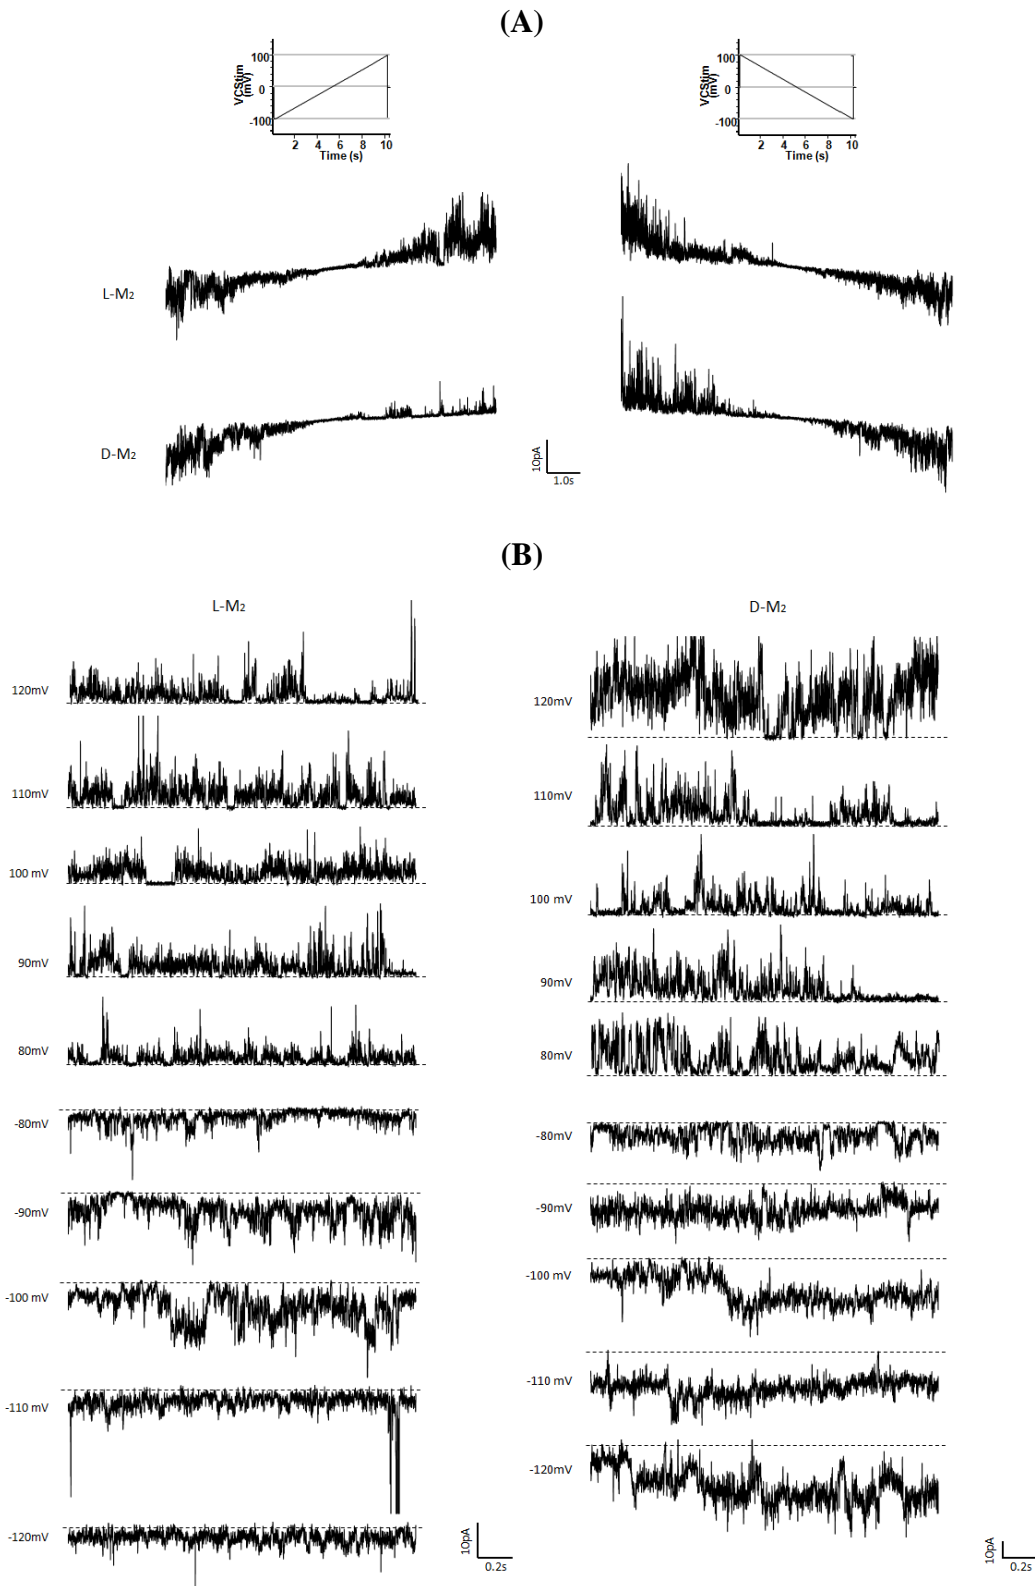 (A)
VCStim
(mV)
100
0
-100
2 4 6 8 10
Time (s)
VCStim
(mV)
100
0
-100
2 4 6 8 10
Time (s)
L-M2
D-M2
10pA
1.0s
(B)
L-M2
D-M2
120mV
110mV
100 mV
90mV
80mV
-80mV
-90mV
-100 mV
-110 mV
-120mV
10pA
0.2s
120mV
110mV
100 mV
90mV
80mV
-80mV
-90mV
-100 mV
-110 mV
-120mV
10pA
0.2s